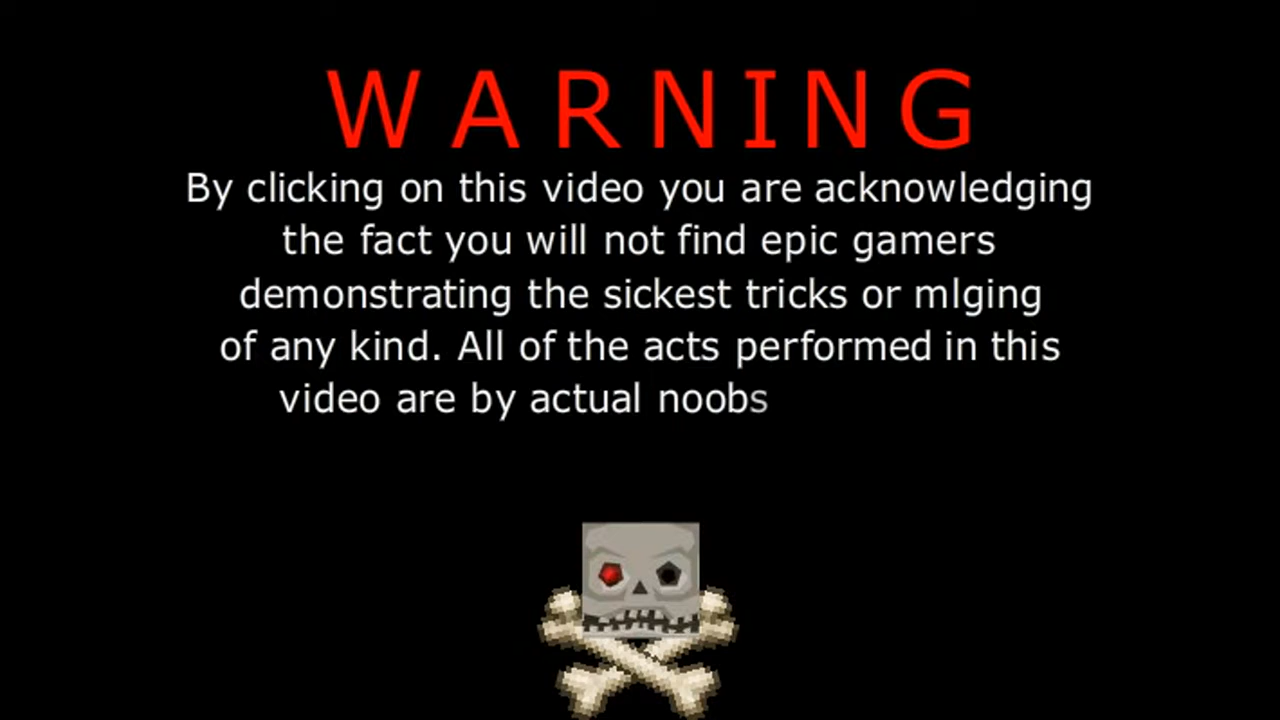 WARNING
By clicking on this video you are acknowledging
the fact you will not find epic gamers
demonstrating the sickest tricks or mlging
of any kind. All of the acts performed in this
video are by actual noobs